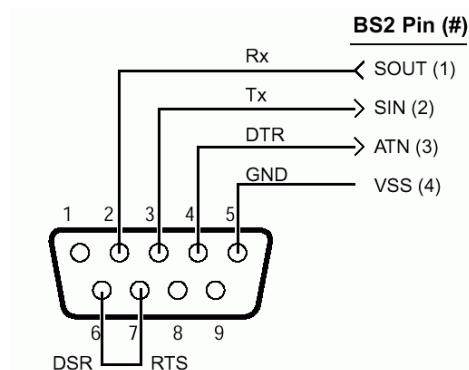 BS2 Pin (#)
Rx
SOUT (1)
Tx
SIN (2)
DTR
ATN (3)
GND
VSS (4)
1 2 3 4 5
6 7 8 9
DSR RTS